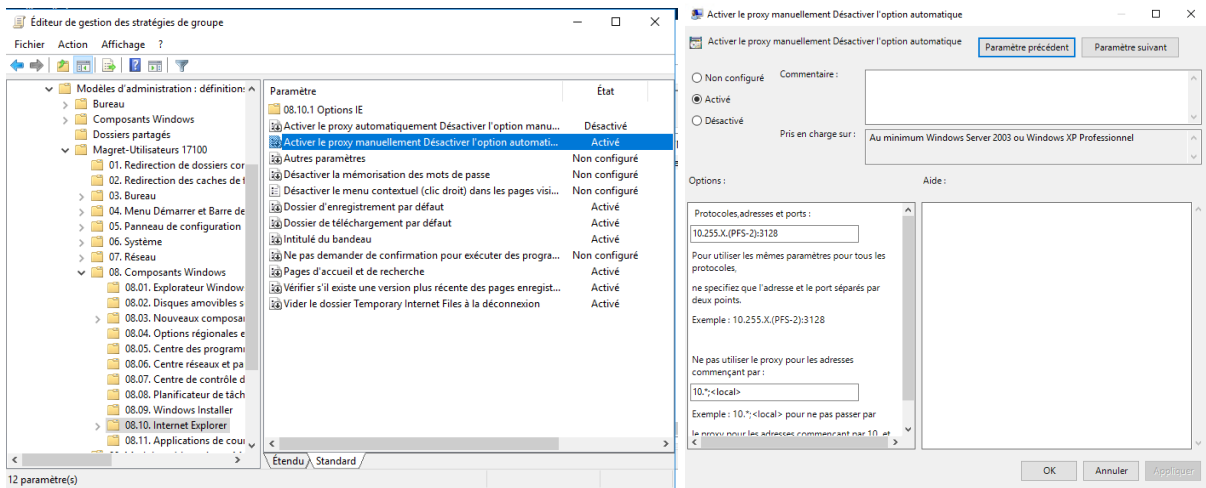 Éditeur de gestion des stratégies de groupe
Fichier Action Affichage ?
Modèles d'administration : définition:
Bureau
Composants Windows
Dossiers partagés
Magret-Utilisateurs 17100
01. Redirection de dossiers cor
02. Redirection des caches de f
03. Bureau
04. Menu Démarrer et Barre de
05. Panneau de configuration
06. Système
07. Réseau
08. Composants Windows
08.01. Explorateur Window
08.02. Disques amovibles s
08.03. Nouveaux composa
08.04. Options régionales e
08.05. Centre des program
08.06. Centre réseaux et pa
08.07. Centre de contrôle d
08.08. Planificateur de tâch
08.09. Windows Installer
08.10. Internet Explorer
08.11. Applications de cour
Paramètre État
08.10.1 Options IE
Activer le proxy automatiquement Désactiver l'option manu... Désactivé
Activer le proxy manuellement Désactiver l'option automati... Activé
Autres paramètres Non configuré
Désactiver la mémorisation des mots de passe Non configuré
Désactiver le menu contextuel (clic droit) dans les pages visi... Non configuré
Dossier d'enregistrement par défaut Activé
Dossier de téléchargement par défaut Activé
Intitulé du bandeau Activé
Ne pas demander de confirmation pour exécuter des progra... Non configuré
Pages d'accueil et de recherche Activé
Vérifier s'il existe une version plus récente des pages enregist... Activé
Vider le dossier Temporary Internet Files à la déconnexion Activé
Étendu Standard
12 paramètre(s)
Activer le proxy manuellement Désactiver l'option automatique
Activer le proxy manuellement Désactiver l'option automatique
Paramètre précédent Paramètre suivant
Non configuré Commentaire :
Activé
Désactivé
Pris en charge sur : Au minimum Windows Server 2003 ou Windows XP Professionnel
Options : Aide :
Protocoles,adresses et ports :
10.255.X.(PFS-2):3128
Pour utiliser les mêmes paramètres pour tous les
protocoles,
ne specifiez que l'adresse et le port séparés par
deux points.
Exemple : 10.255.X.(PFS-2):3128
Ne pas utiliser le proxy pour les adresses
commençant par :
10.*;<local>
Exemple : 10.*;<local> pour ne pas passer par
le proxy pour les adresses commençant par 10. et
OK Annuler Appliquer